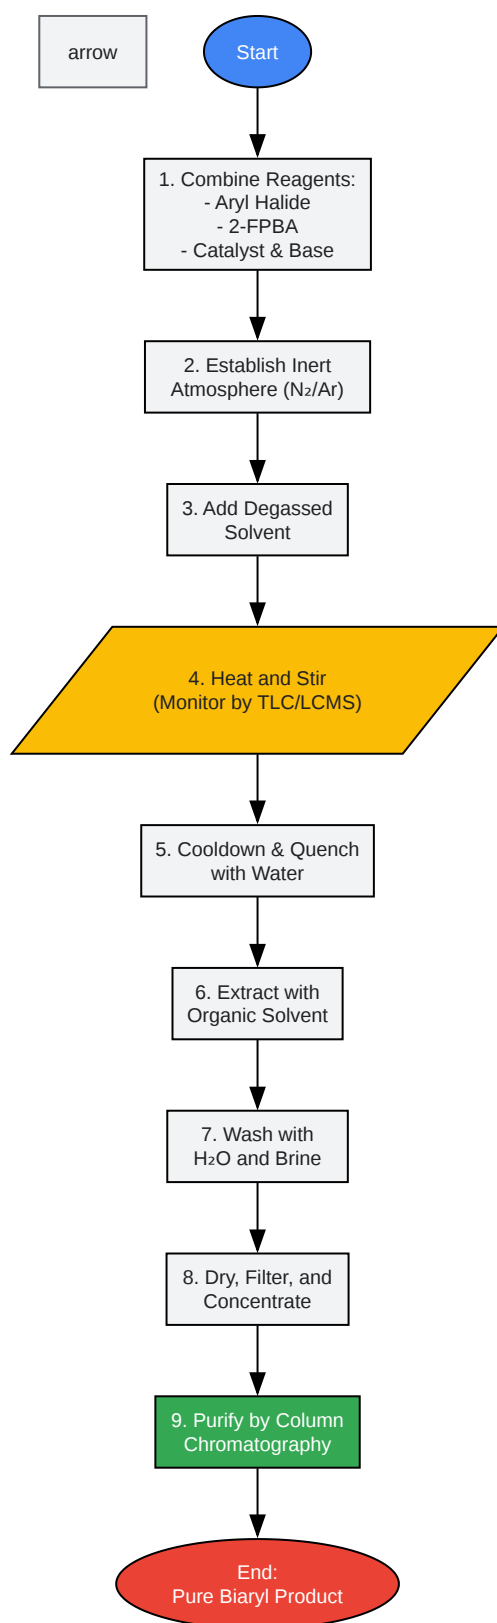 arrow
Start
1. Combine Reagents:
- Aryl Halide
- 2-FPBA
- Catalyst & Base
2. Establish Inert
Atmosphere (N₂/Ar)
3. Add Degassed
Solvent
4. Heat and Stir
(Monitor by TLC/LCMS)
5. Cooldown & Quench
with Water
6. Extract with
Organic Solvent
7. Wash with
H₂O and Brine
8. Dry, Filter, and
Concentrate
9. Purify by Column
Chromatography
End:
Pure Biaryl Product